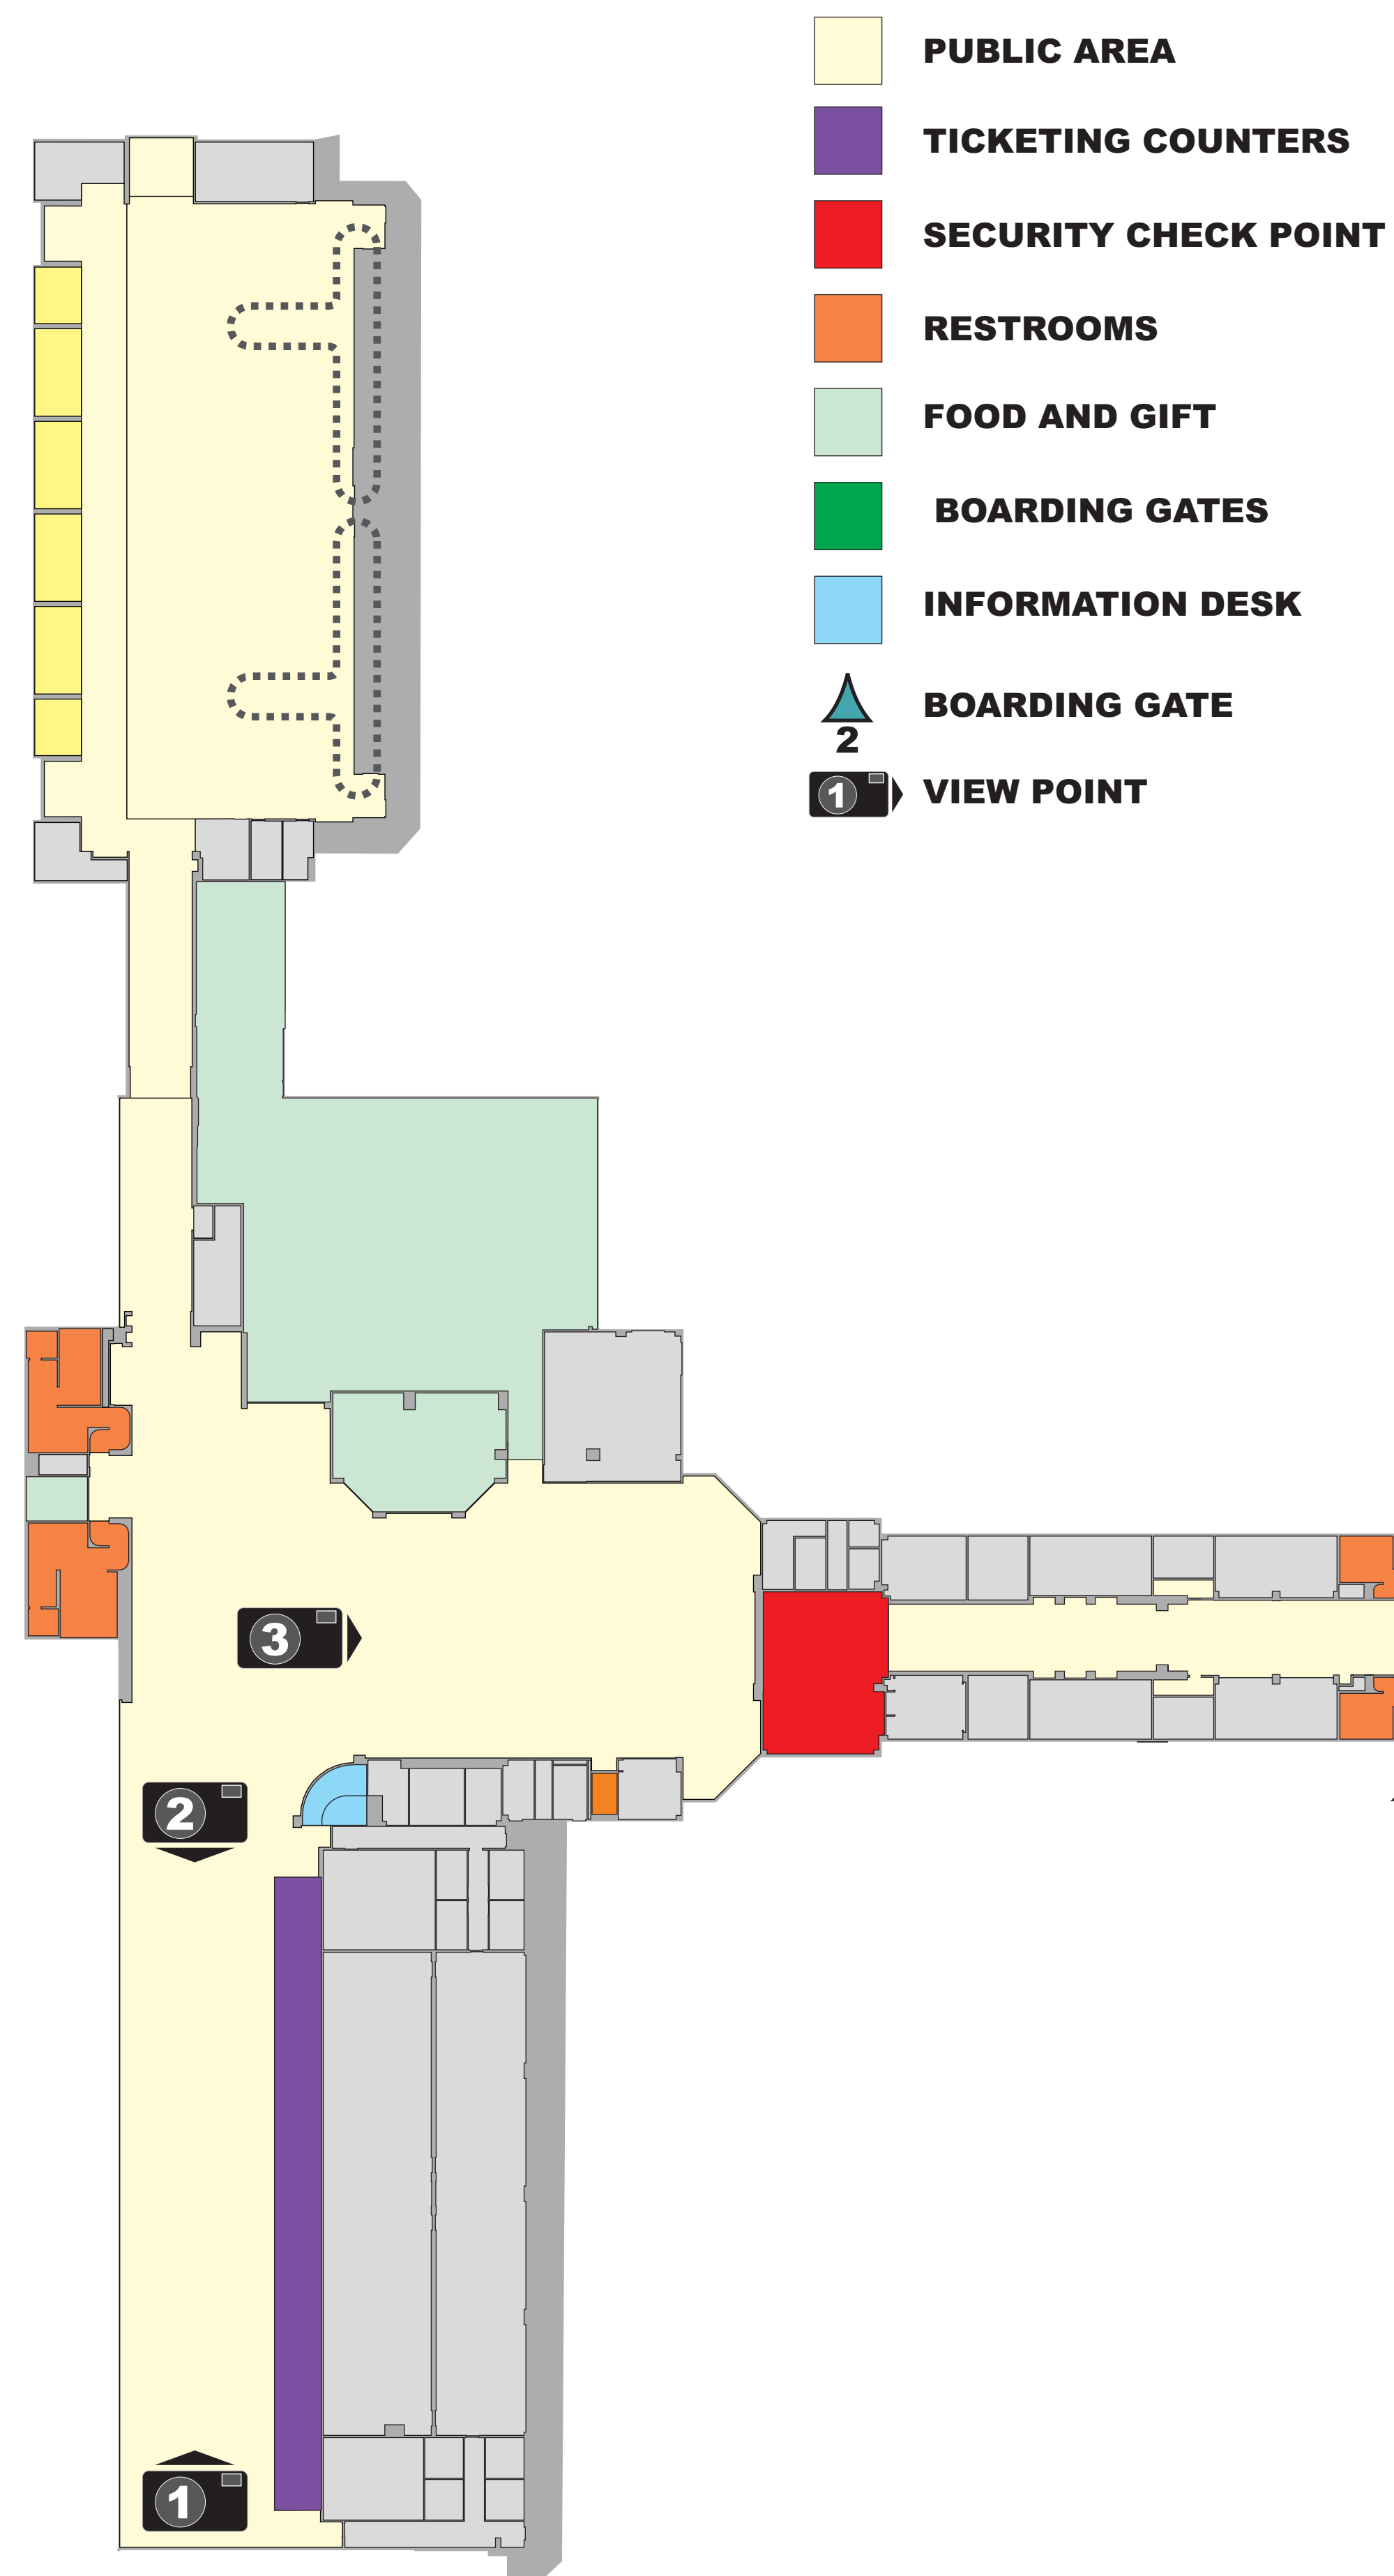 PUBLIC AREA
TICKETING COUNTERS
SECURITY CHECK POINT
RESTROOMS
FOOD AND GIFT
BOARDING GATES
INFORMATION DESK
BOARDING GATE
2
1
VIEW POINT
3
2
1